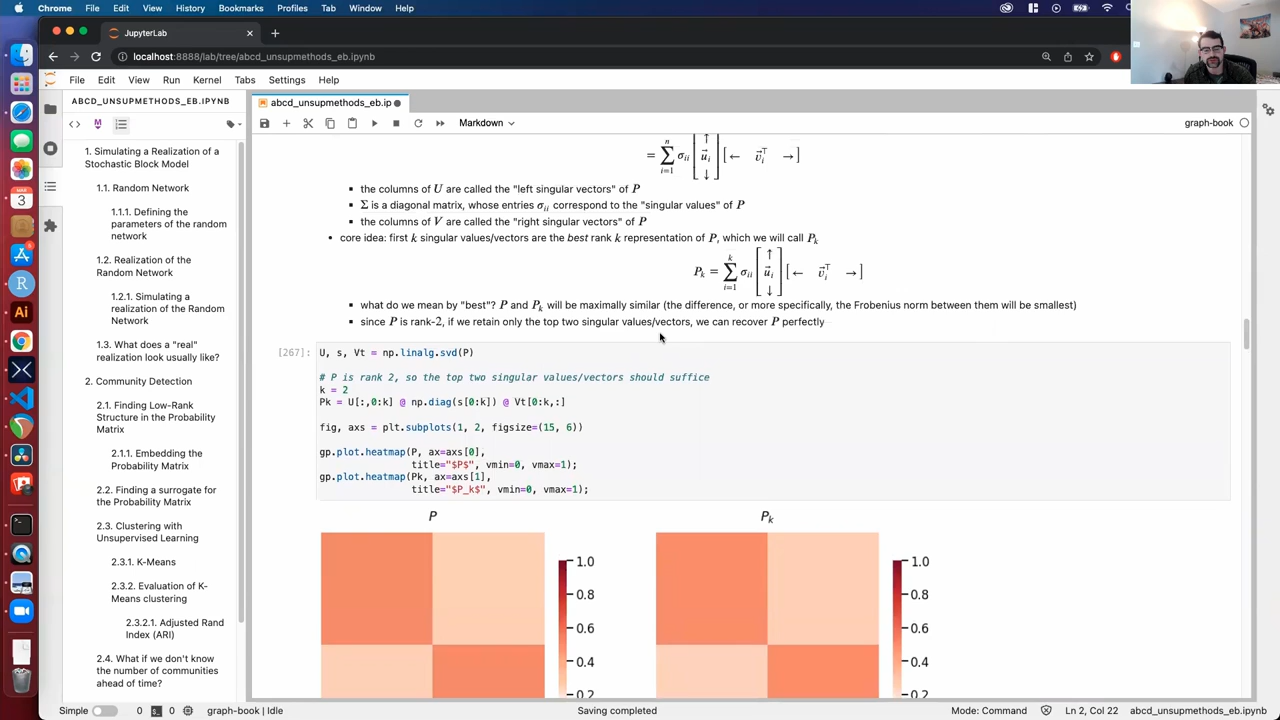 Chrome File Edit View History Bookmarks Profiles Tab Window Help
JupyterLab
localhost:8888/lab/tree/abcd_unsupmethods_eb.ipynb
File Edit View Run Kernel Tabs Settings Help
ABCD_UNSUPMETHODS_EB.IPYNB
1. Simulating a Realization of a
Stochastic Block Model
1.1. Random Network
1.1.1. Defining the
parameters of the random
network
1.2. Realization of the
Random Network
1.2.1. Simulating a
realization of the Random
Network
1.3. What does a "real"
realization look usually like?
2. Community Detection
2.1. Finding Low-Rank
Structure in the Probability
Matrix
2.1.1. Embedding the
Probability Matrix
2.2. Finding a surrogate for
the Probability Matrix
2.3. Clustering with
Unsupervised Learning
2.3.1. K-Means
2.3.2. Evaluation of K-
Means clustering
2.3.2.1. Adjusted Rand
Index (ARI)
2.4. What if we don't know
the number of communities
ahead of time?
abcd_unsupmethods_eb.ip
Markdown
graph-book
= ∑_{i=1}^{n} σ_{ii} [↑ u⃗_i ↓] [← v⃗_i^⊤ →]
▪ the columns of U are called the "left singular vectors" of P
▪ Σ is a diagonal matrix, whose entries σ_{ii} correspond to the "singular values" of P
▪ the columns of V are called the "right singular vectors" of P
• core idea: first k singular values/vectors are the best rank k representation of P, which we will call P_k
P_k = ∑_{i=1}^{k} σ_{ii} [↑ u⃗_i ↓] [← v⃗_i^⊤ →]
▪ what do we mean by "best"? P and P_k will be maximally similar (the difference, or more specifically, the Frobenius norm between them will be smallest)
▪ since P is rank-2, if we retain only the top two singular values/vectors, we can recover P perfectly
[267]: U, s, Vt = np.linalg.svd(P)
# P is rank 2, so the top two singular values/vectors should suffice
k = 2
Pk = U[:,0:k] @ np.diag(s[0:k]) @ Vt[0:k,:]
fig, axs = plt.subplots(1, 2, figsize=(15, 6))
gp.plot.heatmap(P, ax=axs[0],
title="$P$", vmin=0, vmax=1);
gp.plot.heatmap(Pk, ax=axs[1],
title="$P_k$", vmin=0, vmax=1);
P
1.0
0.8
0.6
0.4
0.2
P_k
1.0
0.8
0.6
0.4
0.2
Simple 0 0 graph-book | Idle Saving completed Mode: Command Ln 2, Col 22 abcd_unsupmethods_eb.ipynb